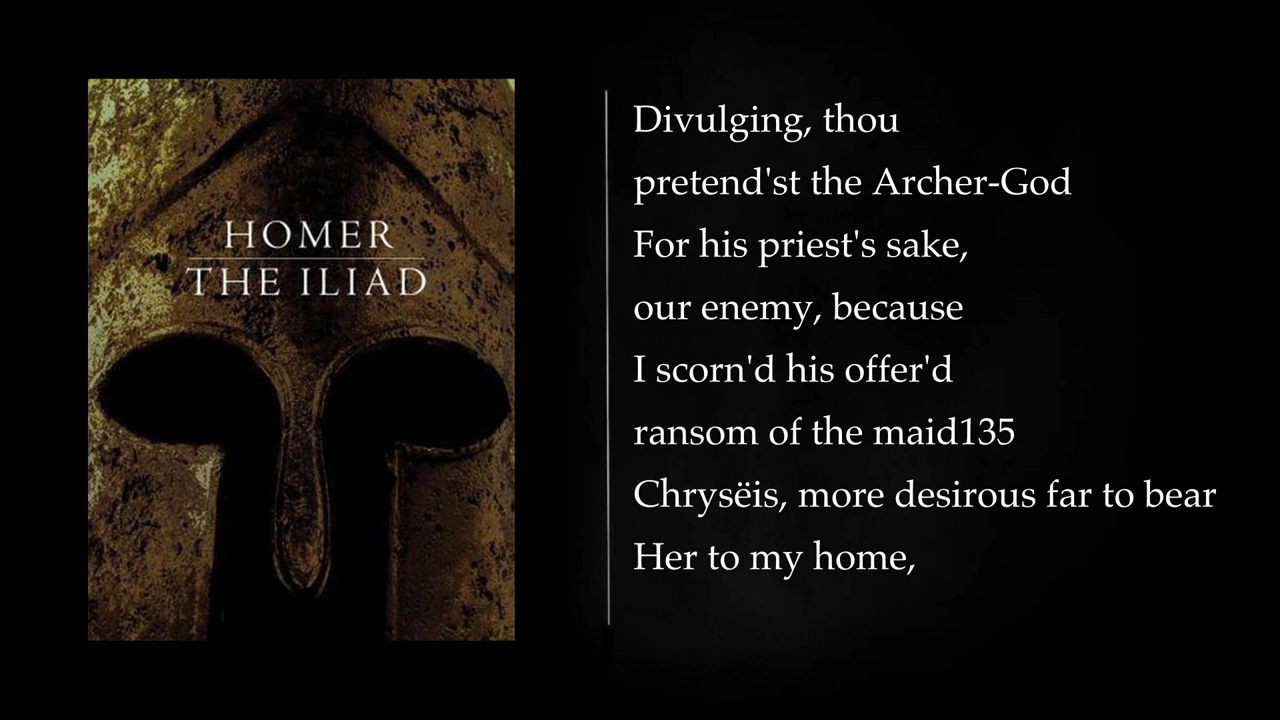 HOMER
THE ILIAD
Divulging, thou
pretend'st the Archer-God
For his priest's sake,
our enemy, because
I scorn'd his offer'd
ransom of the maid135
Chrysëis, more desirous far to bear
Her to my home,